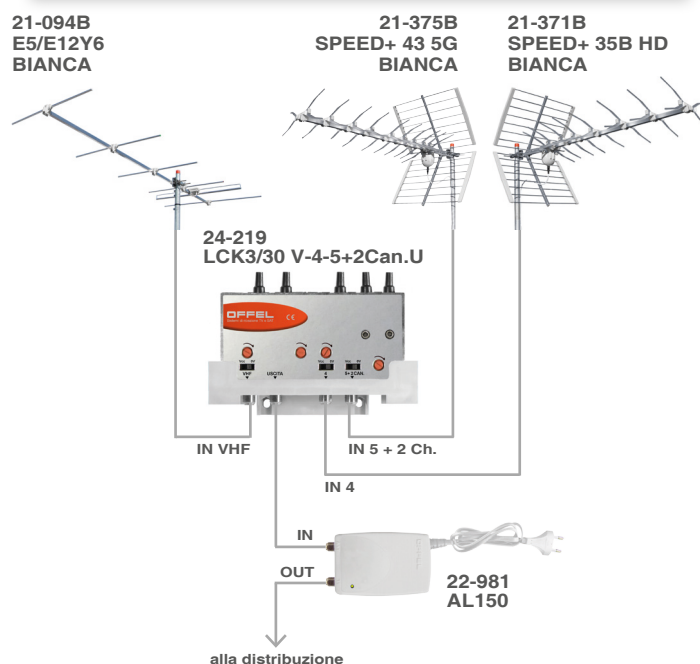 21-094B
E5/E12Y6
BIANCA
21-375B
SPEED+ 43 5G
BIANCA
21-371B
SPEED+ 35B HD
BIANCA
24-219
LCK3/30 V-4-5+2Can.U
OFFEL
CE
VHF
USCITA
4
5+ 2 CAN.
IN VHF
IN 5 + 2 Ch.
IN 4
IN
OUT
22-981
AL150
alla distribuzione